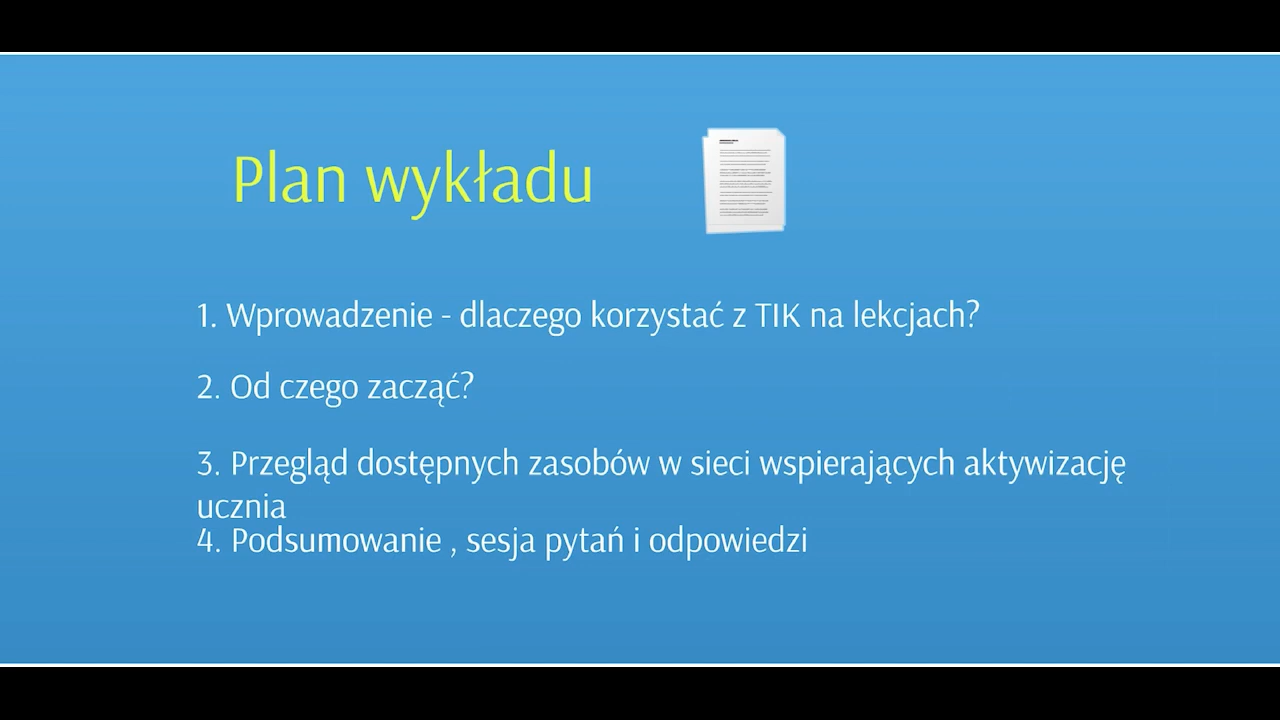 Plan wykładu
1. Wprowadzenie - dlaczego korzystać z TIK na lekcjach?
2. Od czego zacząć?
3. Przegląd dostępnych zasobów w sieci wspierających aktywizację
ucznia
4. Podsumowanie , sesja pytań i odpowiedzi